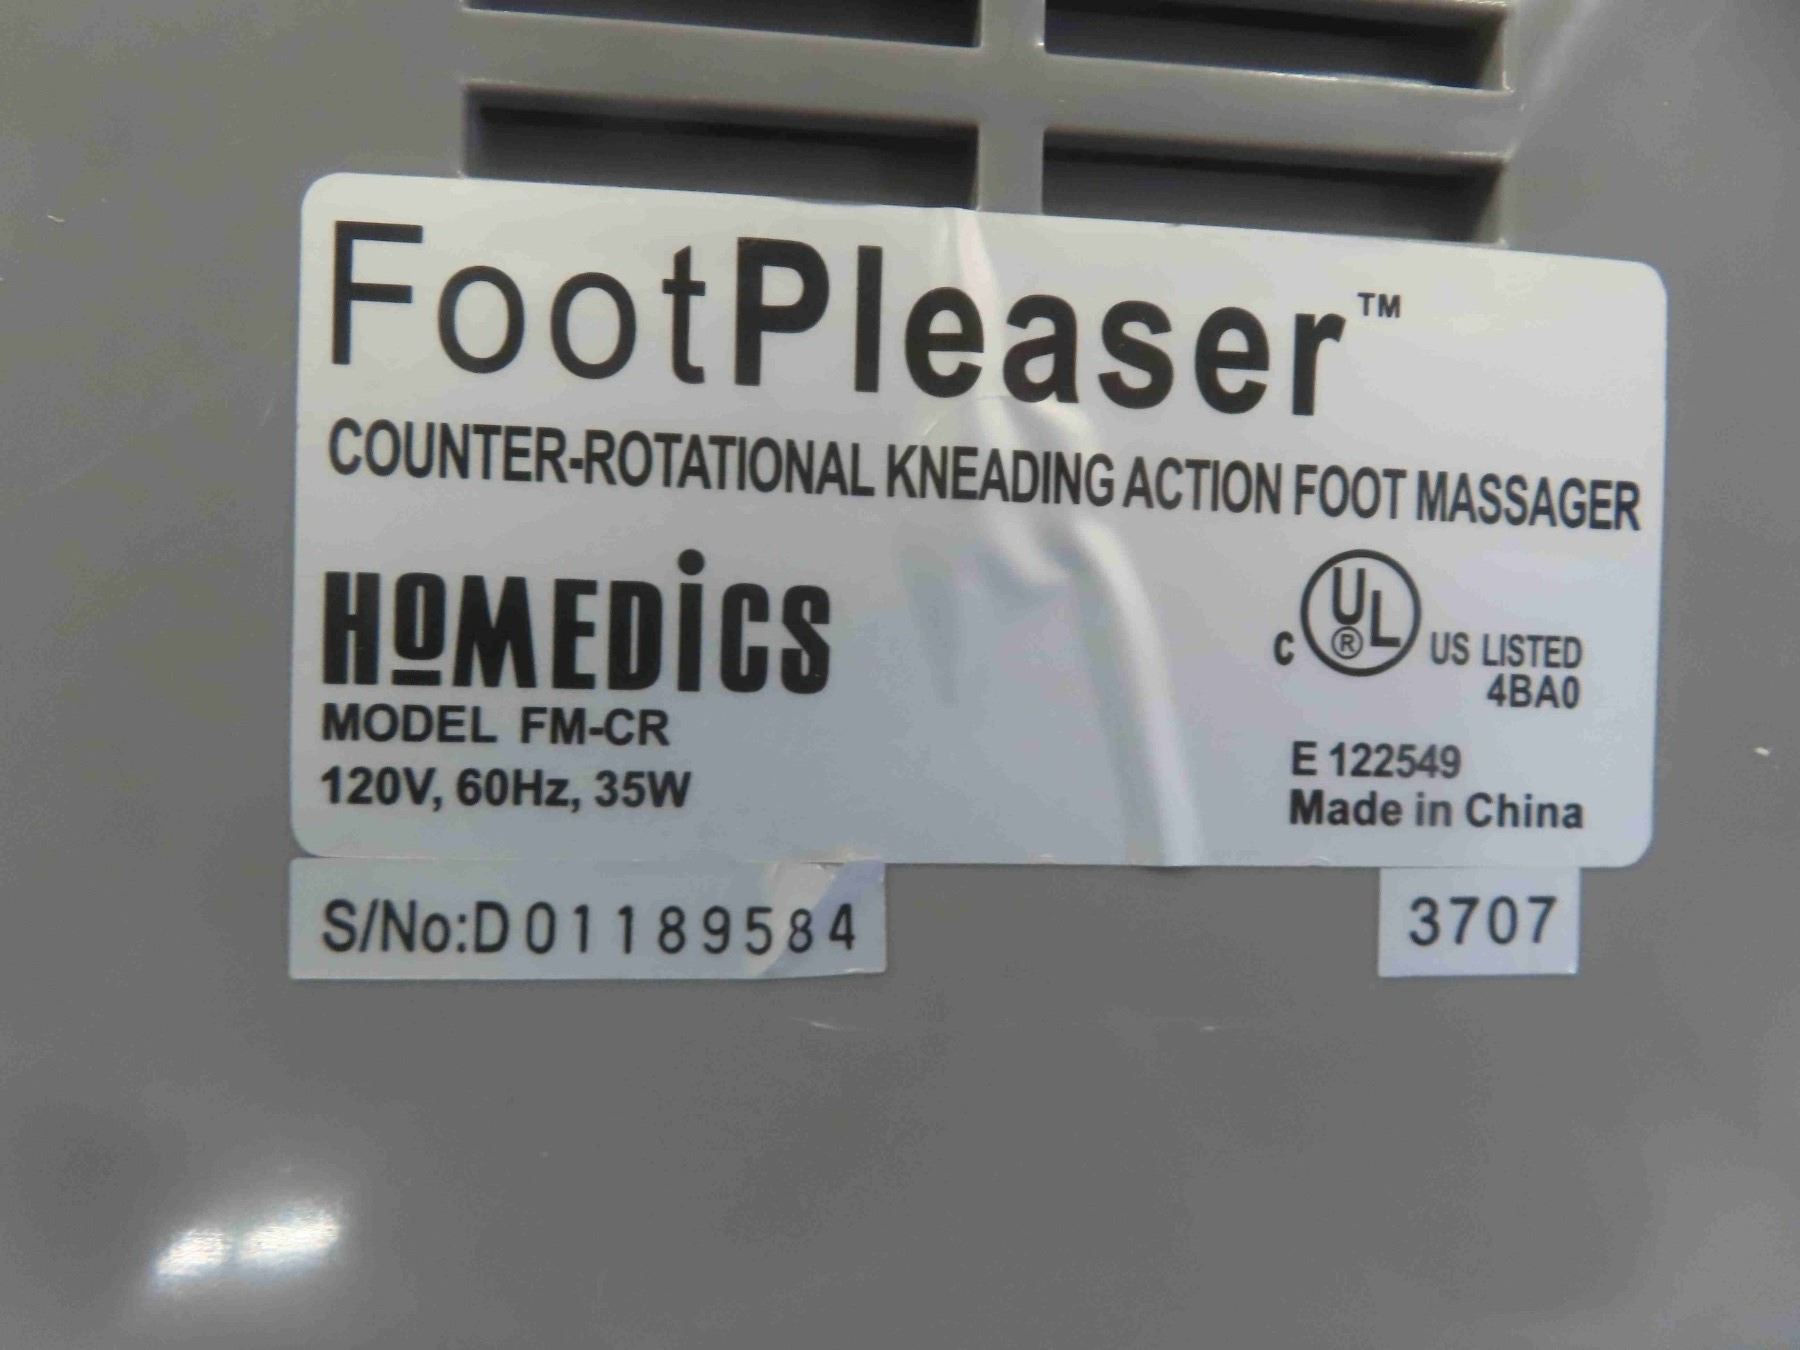 FootPleaser™
COUNTER-ROTATIONAL KNEADING ACTION FOOT MASSAGER
HOMEDICS
MODEL FM-CR
120V, 60Hz, 35W
C UL® US LISTED
4BA0
E 122549
Made in China
S/No:D01189584
3707